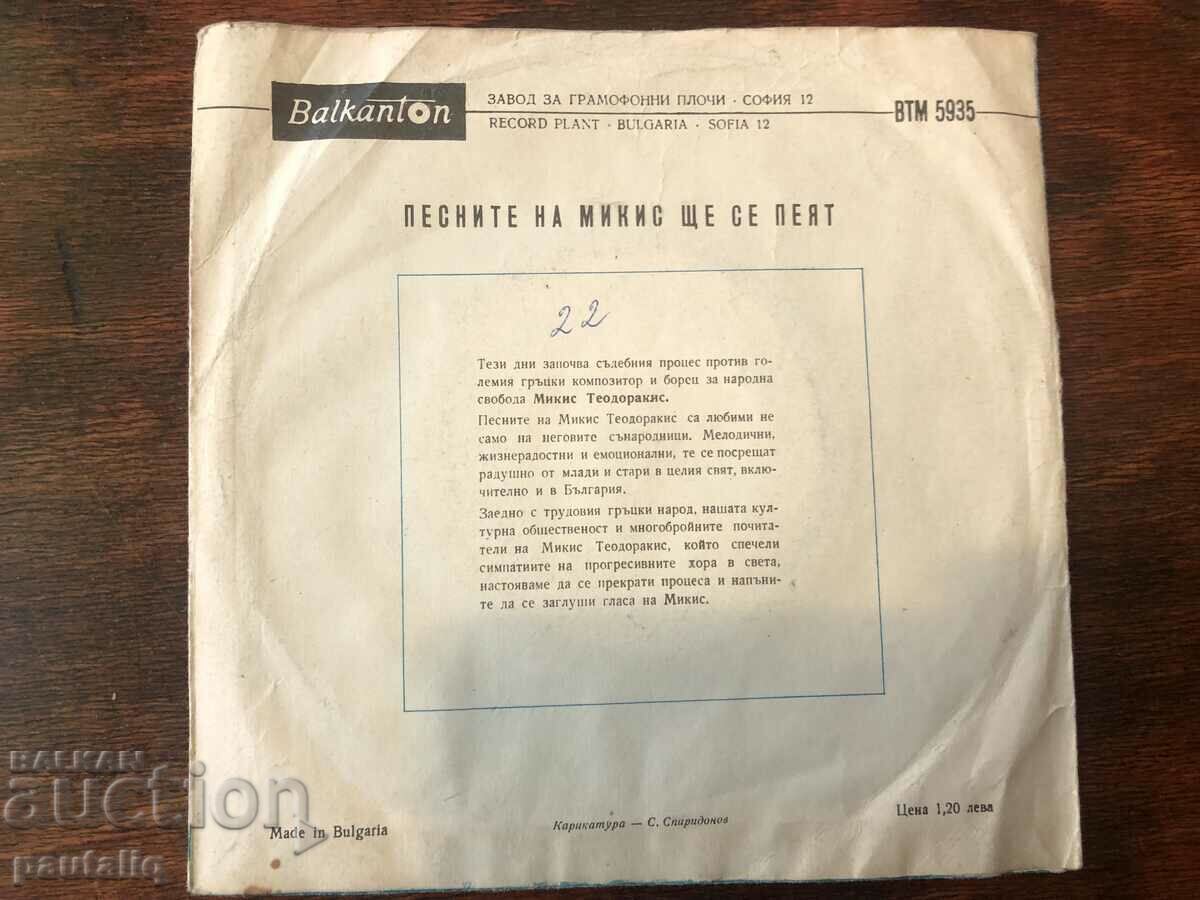 Balkanton
ЗАВОД ЗА ГРАМОФОННИ ПЛОЧИ · СОФИЯ 12
RECORD PLANT · BULGARIA · SOFIA 12
ВТМ 5935
ПЕСНИТЕ НА МИКИС ЩЕ СЕ ПЕЯТ
22
Тези дни започва съдебния процес против го-
лемия гръцки композитор и борец за народна
свобода Микис Теодоракис.
Песните на Микис Теодоракис са любими не
само на неговите сънародници. Мелодични,
жизнерадостни и емоционални, те се посрещат
радушно от млади и стари в целия свят, вклю-
чително и в България.
Заедно с трудовия гръцки народ, нашата кул-
турна общественост и многобройните почита-
тели на Микис Теодоракис, който спечели
симпатиите на прогресивните хора в света,
настояваме да се прекрати процеса и напъни-
те да се заглуши гласа на Микис.
Made in Bulgaria
Карикатура — С. Спиридонов
Цена 1,20 лева
BALKAN
auction
pautaliq